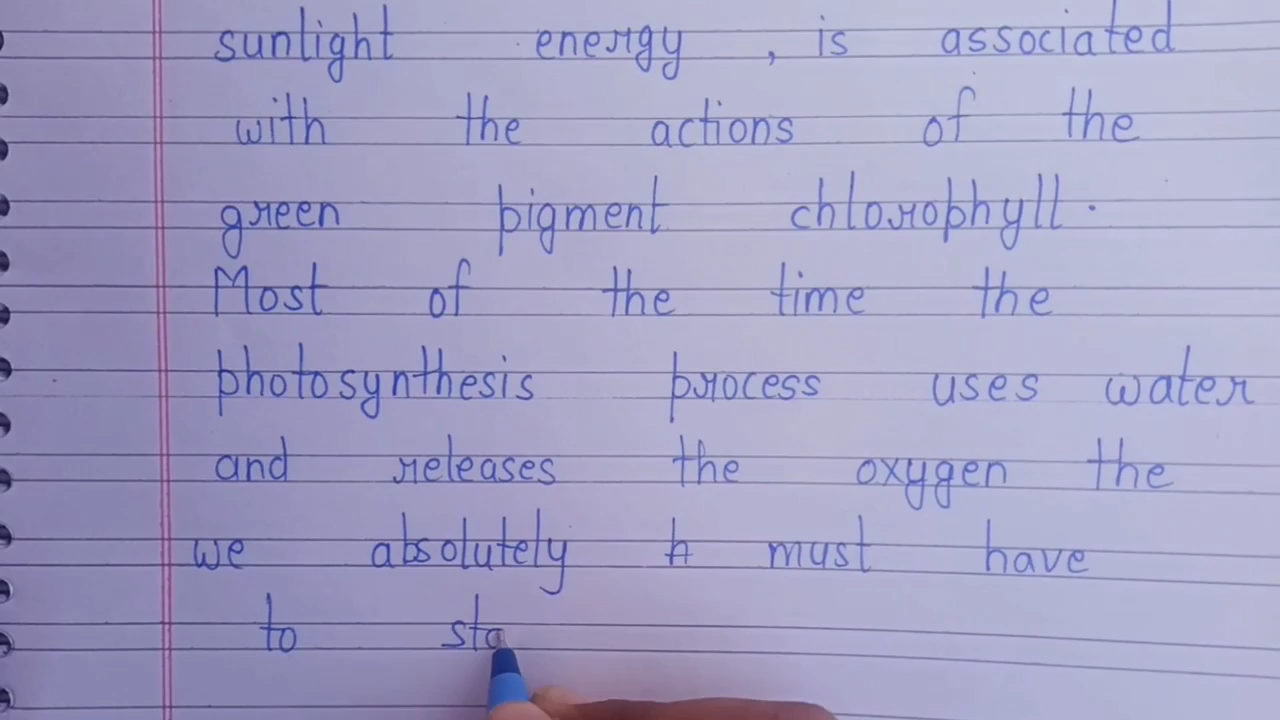 sunlight energy , is associated
with the actions of the
green pigment chlorophyll .
Most of the time the
photosynthesis process uses water
and releases the oxygen the
we absolutely h must have
to sta